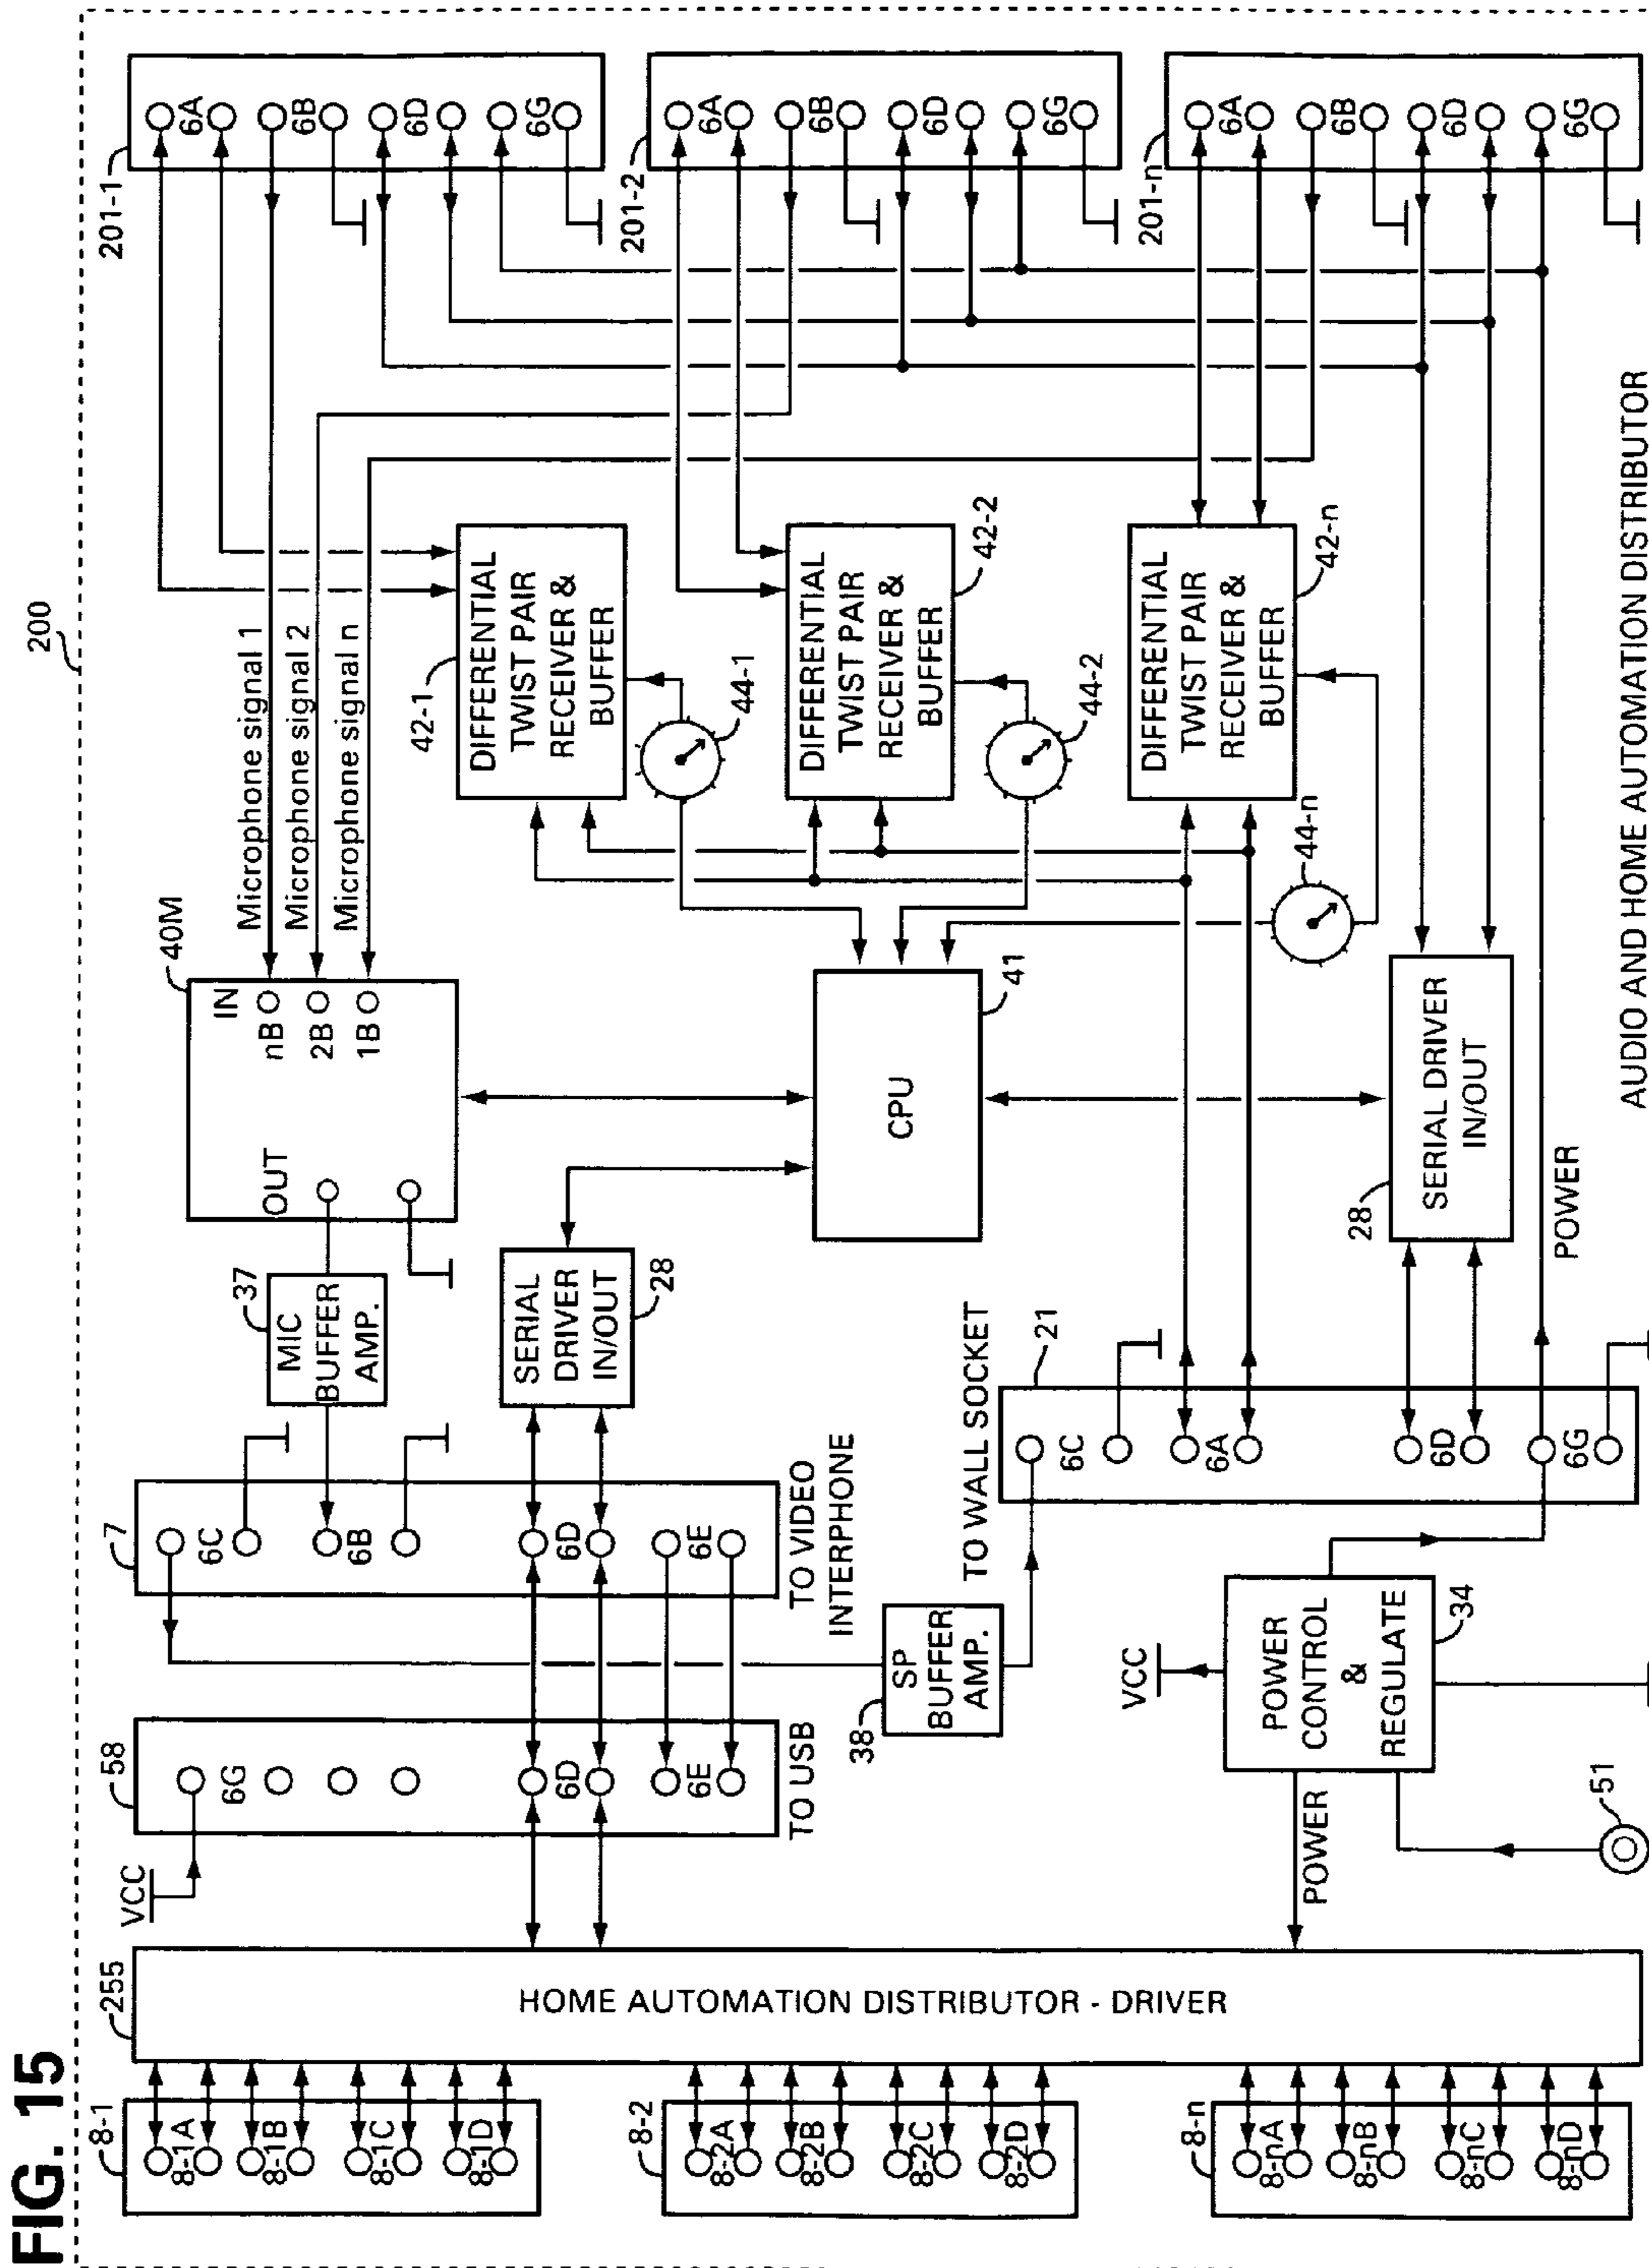 FIG. 15
200
8-1
8-1A
8-1B
8-1C
8-1D
8-2
8-2A
8-2B
8-2C
8-2D
8-n
8-nA
8-nB
8-nC
8-nD
255
HOME AUTOMATION DISTRIBUTOR - DRIVER
VCC
58
6G
6D
6E
TO USB
7
6C
6B
6D
6E
TO VIDEO
INTERPHONE
37
MIC
BUFFER
AMP.
SERIAL
DRIVER
IN/OUT
28
38
SP
BUFFER
AMP.
POWER
51
VCC
POWER
CONTROL
&
REGULATE
34
TO WALL SOCKET
21
6C
6A
6D
6G
40M
OUT
IN
nB
2B
1B
Microphone signal 1
Microphone signal 2
Microphone signal n
CPU
41
28
SERIAL DRIVER
IN/OUT
POWER
42-1
DIFFERENTIAL
TWIST PAIR
RECEIVER &
BUFFER
44-1
DIFFERENTIAL
TWIST PAIR
RECEIVER &
BUFFER
42-2
44-2
DIFFERENTIAL
TWIST PAIR
RECEIVER &
BUFFER
42-n
44-n
201-1
6A
6B
6D
6G
201-2
6A
6B
6D
6G
201-n
6A
6B
6D
6G
AUDIO AND HOME AUTOMATION DISTRIBUTOR